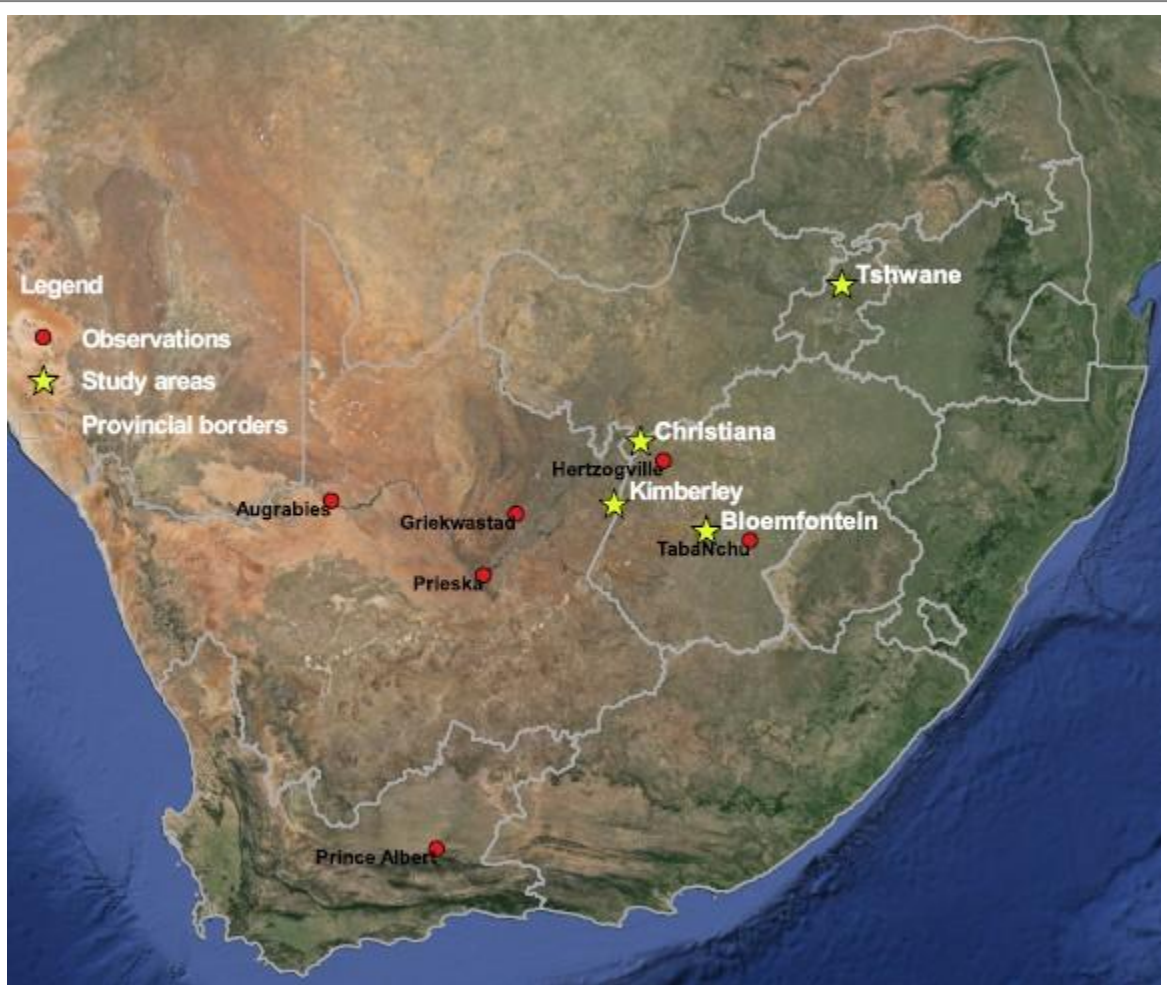 Tshwane
Legend
Observations
Study areas
Provincial borders
Christiana
Hertzogville
Kimberley
Augrabies
Griekwastad
Bloemfontein
TabaNchu
Prieska
Prince Albert